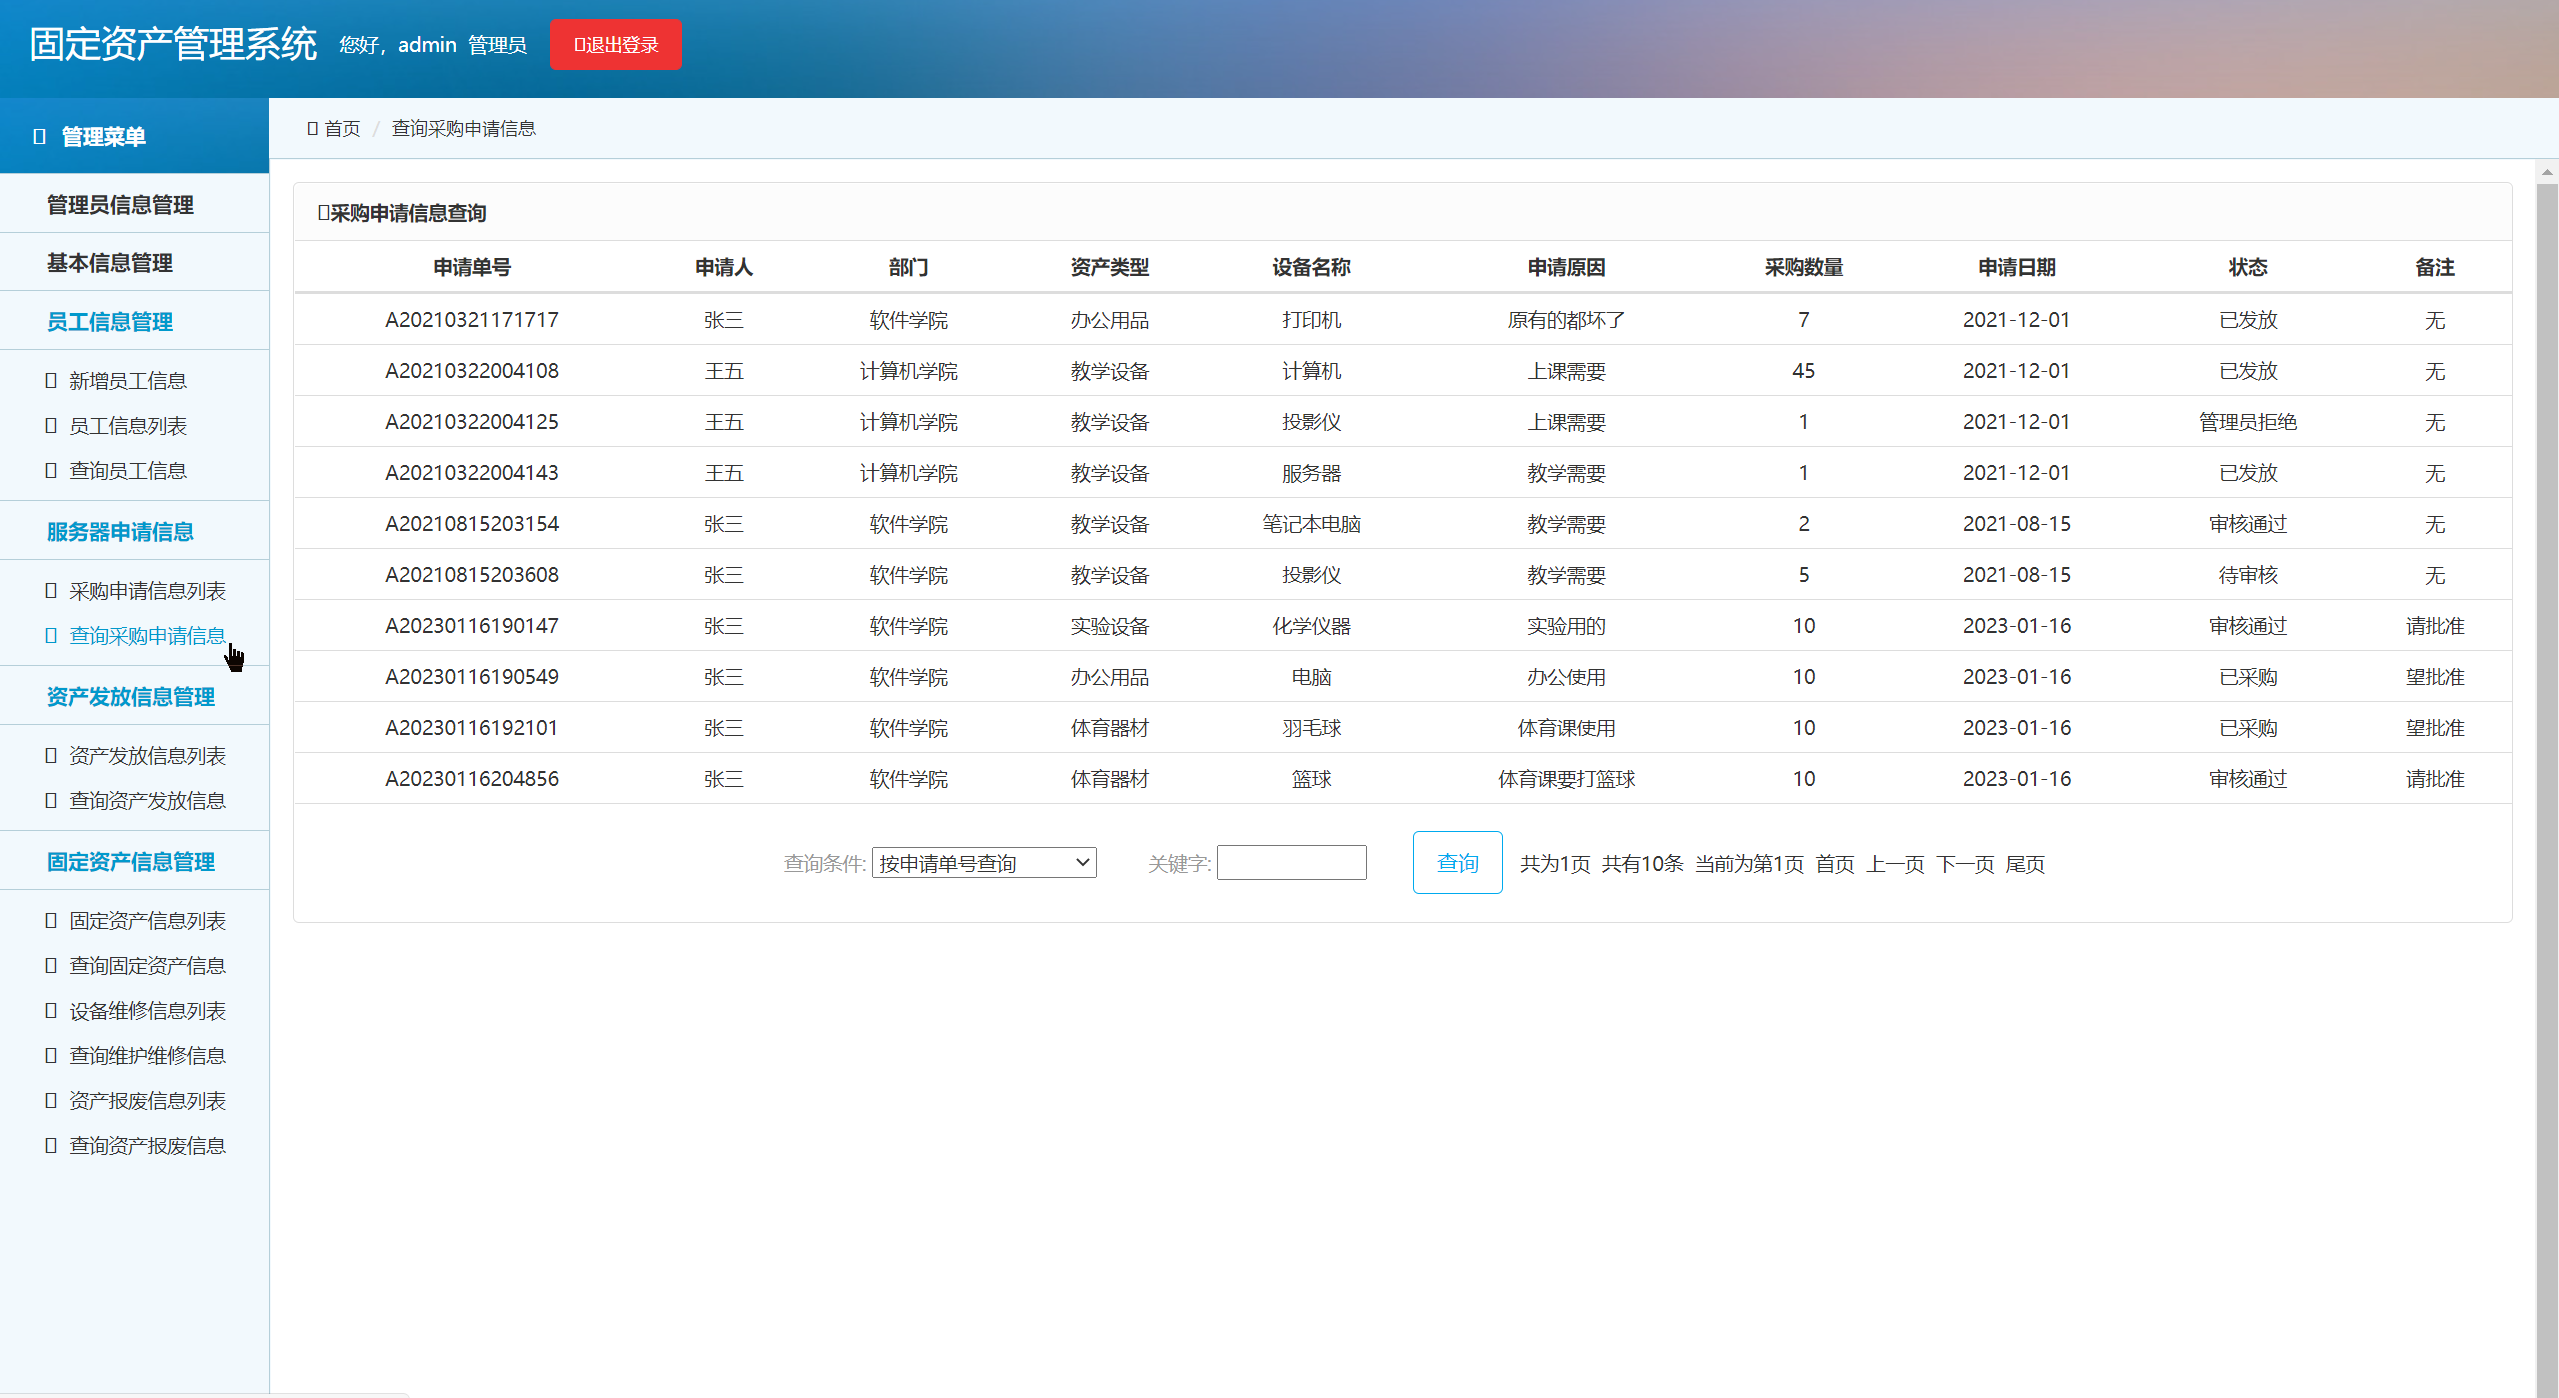 固定资产管理系统 您好，admin 管理员 退出登录
管理菜单
首页 / 查询采购申请信息
管理员信息管理
基本信息管理
员工信息管理
新增员工信息
员工信息列表
查询员工信息
服务器申请信息
采购申请信息列表
查询采购申请信息
资产发放信息管理
资产发放信息列表
查询资产发放信息
固定资产信息管理
固定资产信息列表
查询固定资产信息
设备维修信息列表
查询维护维修信息
资产报废信息列表
查询资产报废信息
采购申请信息查询
申请单号 申请人 部门 资产类型 设备名称 申请原因 采购数量 申请日期 状态 备注
A20210321171717 张三 软件学院 办公用品 打印机 原有的都坏了 7 2021-12-01 已发放 无
A20210322004108 王五 计算机学院 教学设备 计算机 上课需要 45 2021-12-01 已发放 无
A20210322004125 王五 计算机学院 教学设备 投影仪 上课需要 1 2021-12-01 管理员拒绝 无
A20210322004143 王五 计算机学院 教学设备 服务器 教学需要 1 2021-12-01 已发放 无
A20210815203154 张三 软件学院 教学设备 笔记本电脑 教学需要 2 2021-08-15 审核通过 无
A20210815203608 张三 软件学院 教学设备 投影仪 教学需要 5 2021-08-15 待审核 无
A20230116190147 张三 软件学院 实验设备 化学仪器 实验用的 10 2023-01-16 审核通过 请批准
A20230116190549 张三 软件学院 办公用品 电脑 办公使用 10 2023-01-16 已采购 望批准
A20230116192101 张三 软件学院 体育器材 羽毛球 体育课使用 10 2023-01-16 已采购 望批准
A20230116204856 张三 软件学院 体育器材 篮球 体育课要打篮球 10 2023-01-16 审核通过 请批准
查询条件: 按申请单号查询 关键字: 查询 共为1页 共有10条 当前为第1页 首页 上一页 下一页 尾页